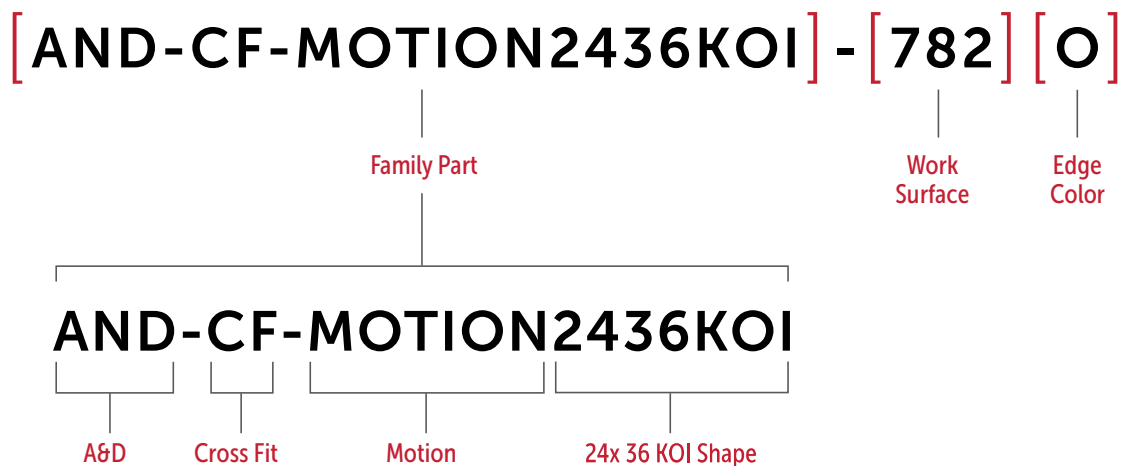 [AND-CF-MOTION2436KOI]-[782][O]
Family Part
Work
Surface
Edge
Color
AND-CF-MOTION2436KOI
A&D
Cross Fit
Motion
24x 36 KOI Shape